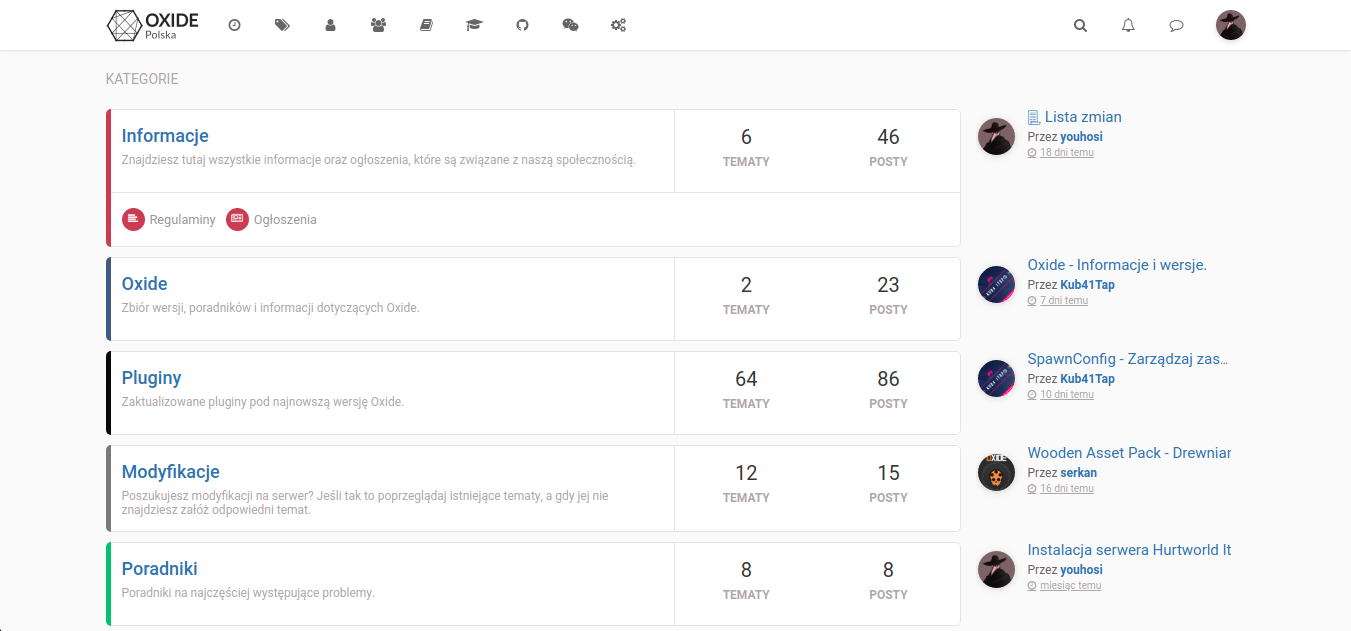 OXIDE
Polska
KATEGORIE
Informacje
Znajdziesz tutaj wszystkie informacje oraz ogłoszenia, które są związane z naszą społecznością.
6
TEMATY
46
POSTY
Lista zmian
Przez youhosi
18 dni temu
Regulaminy
Ogłoszenia
Oxide
Zbiór wersji, poradników i informacji dotyczących Oxide.
2
TEMATY
23
POSTY
Oxide - Informacje i wersje.
Przez Kub41Tap
7 dni temu
Pluginy
Zaktualizowane pluginy pod najnowszą wersję Oxide.
64
TEMATY
86
POSTY
SpawnConfig - Zarządzaj zas...
Przez Kub41Tap
10 dni temu
Modyfikacje
Poszukujesz modyfikacji na serwer? Jeśli tak to poprzeglądaj istniejące tematy, a gdy jej nie
znajdziesz załóż odpowiedni temat.
12
TEMATY
15
POSTY
Wooden Asset Pack - Drewnian
Przez serkan
16 dni temu
Poradniki
Poradniki na najczęściej występujące problemy.
8
TEMATY
8
POSTY
Instalacja serwera Hurtworld It
Przez youhosi
miesiąc temu